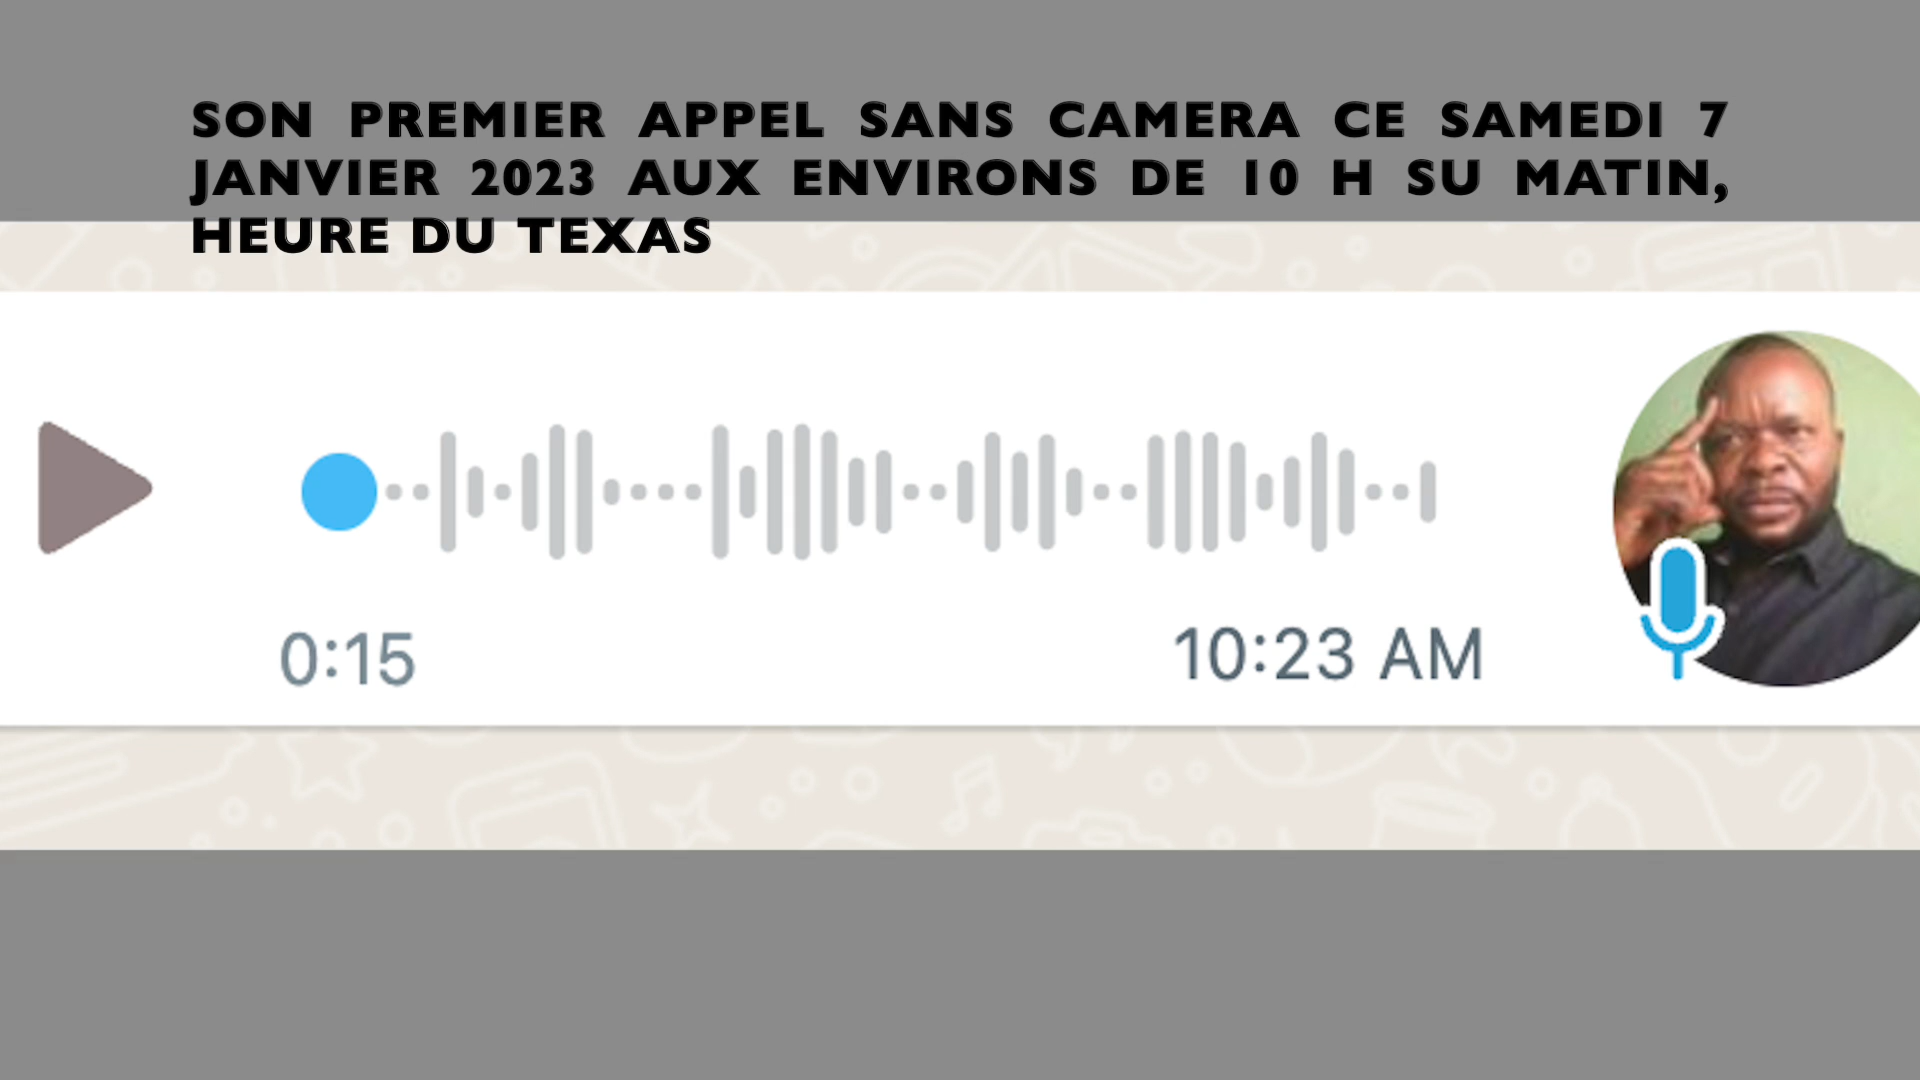 SON PREMIER APPEL SANS CAMERA CE SAMEDI 7
JANVIER 2023 AUX ENVIRONS DE 10 H SU MATIN,
HEURE DU TEXAS
0:15
10:23 AM